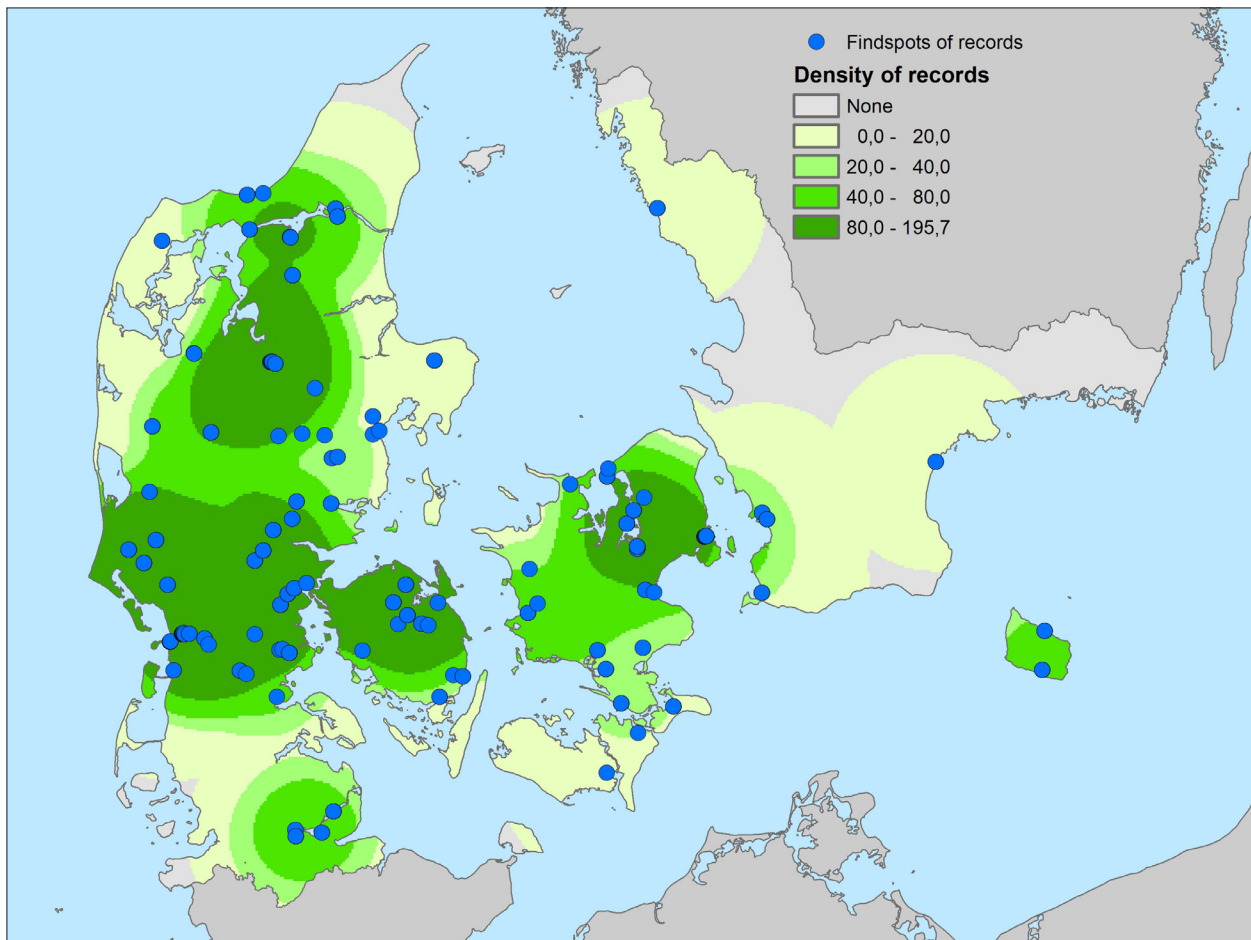 Findspots of records
Density of records
None
0,0 - 20,0
20,0 - 40,0
40,0 - 80,0
80,0 - 195,7